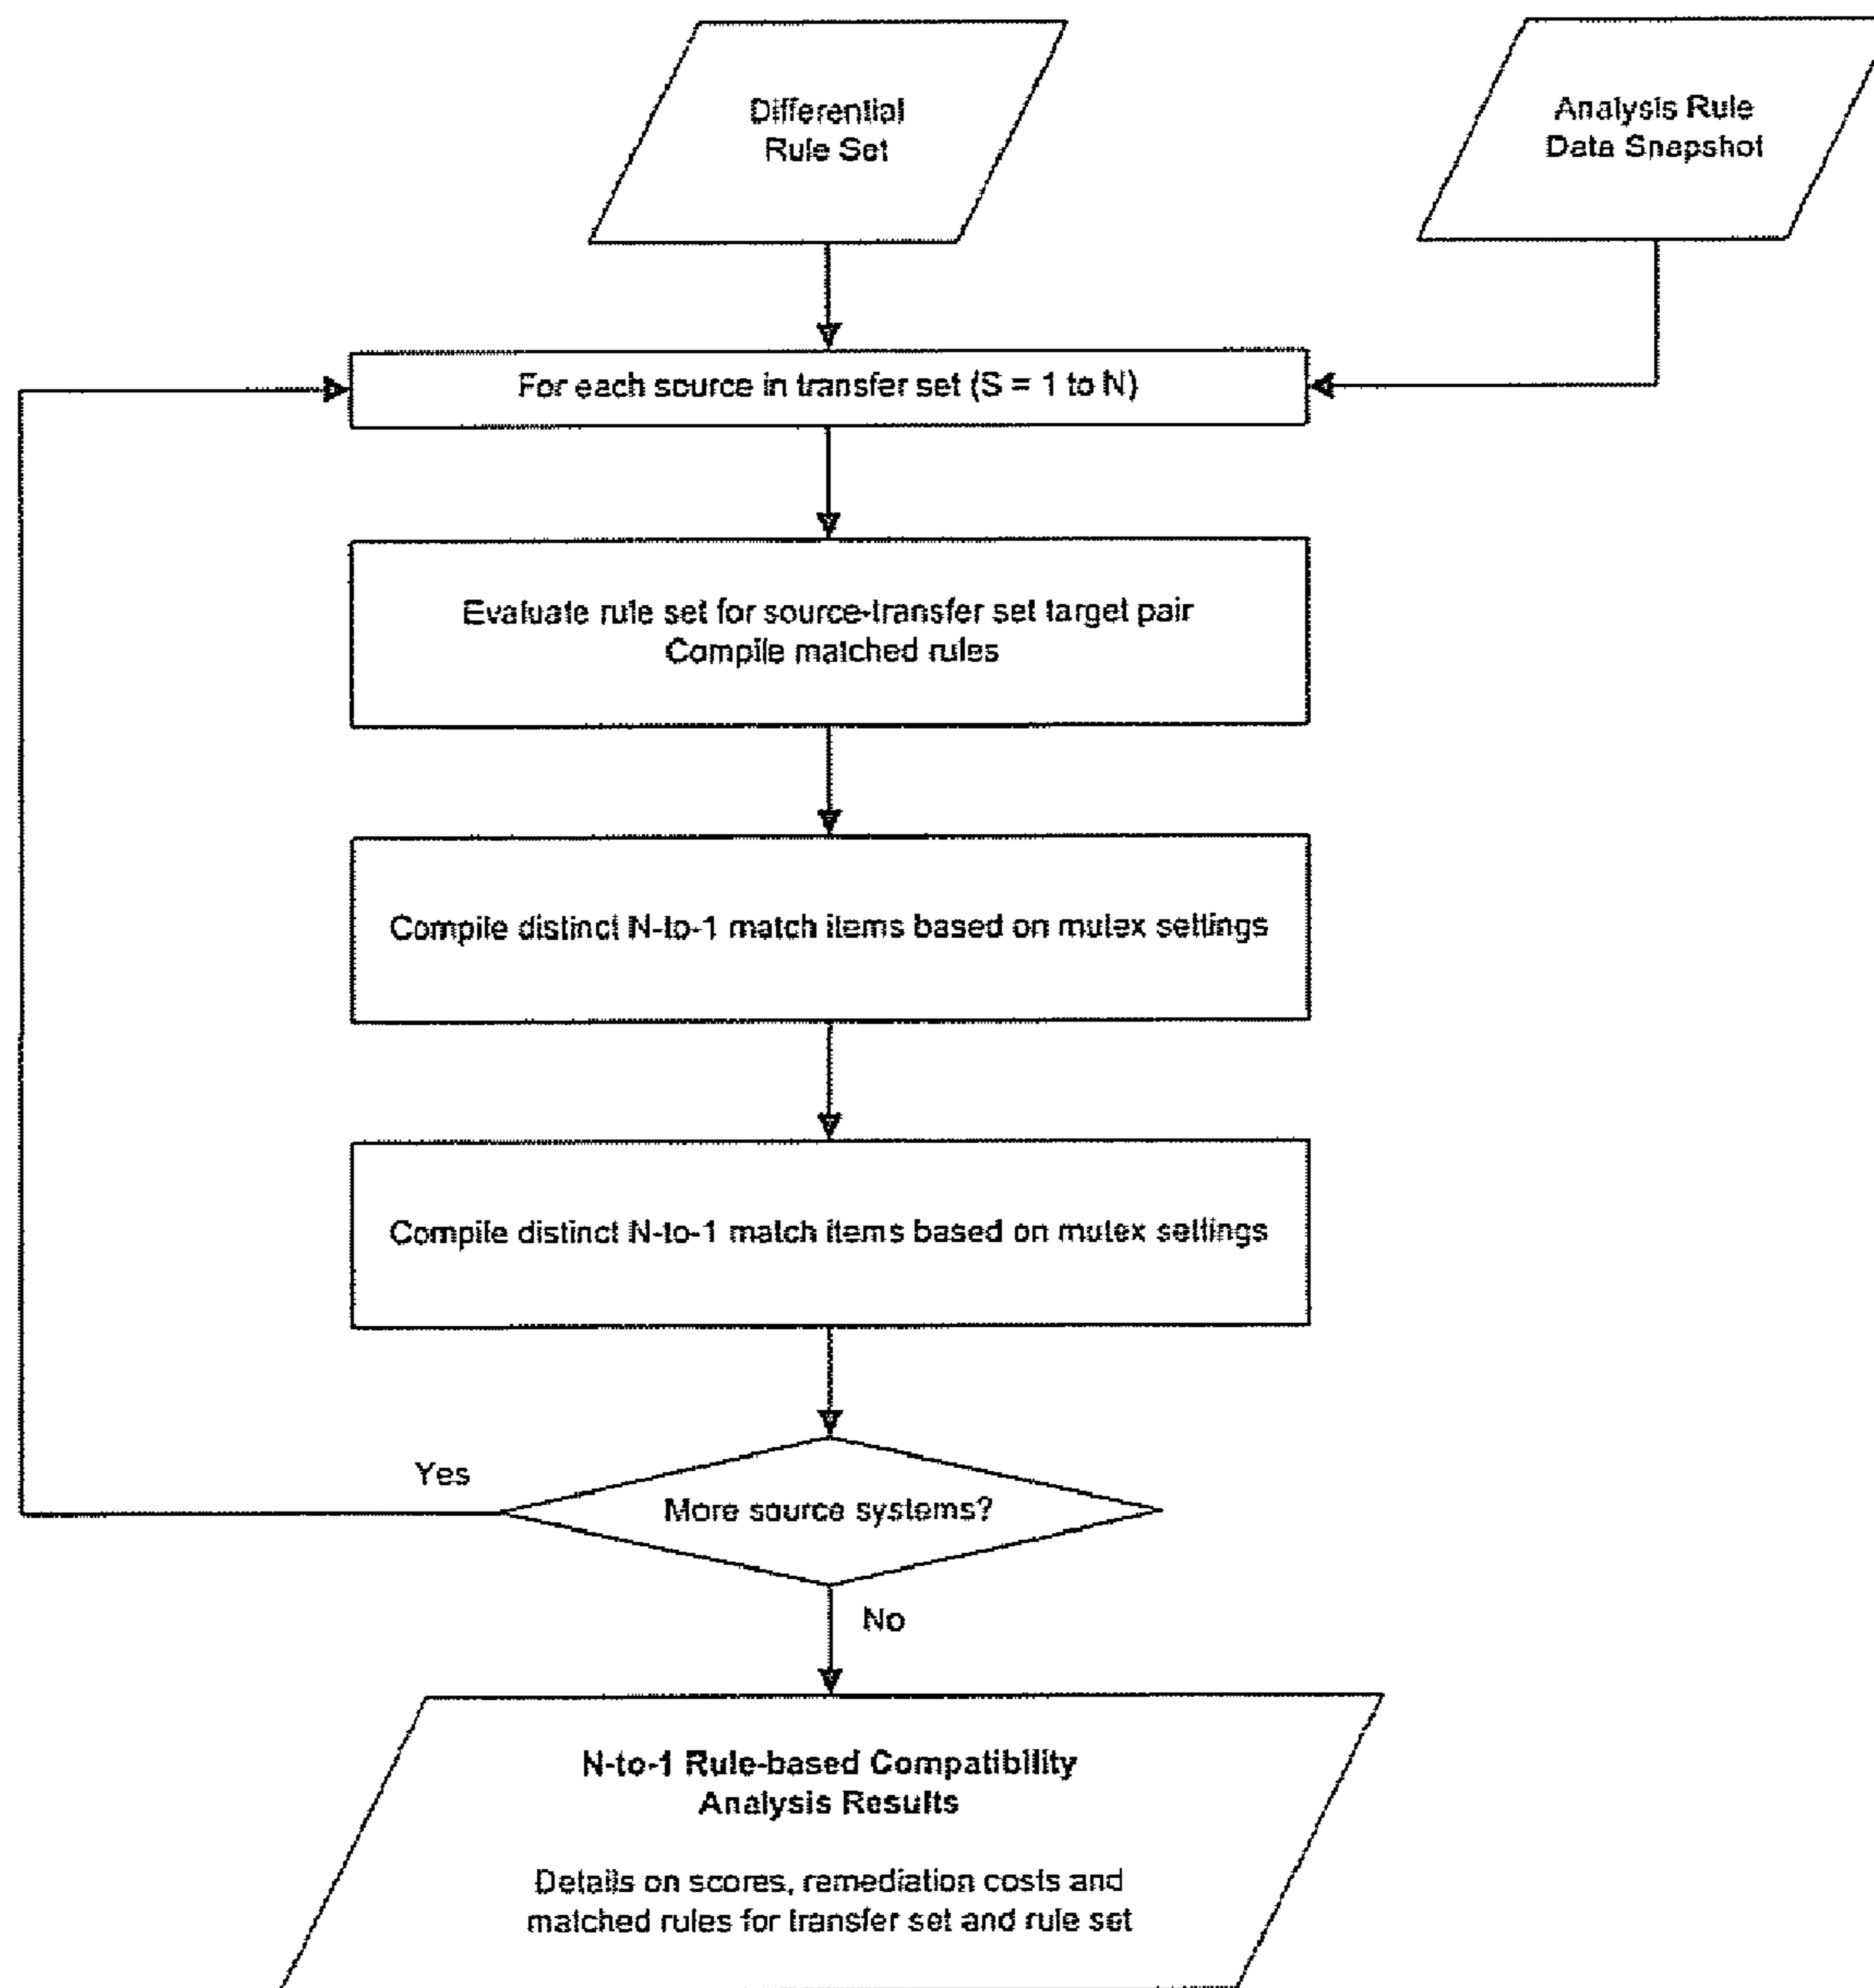 Differential
Rule Set
Analysis Rule
Data Snapshot
For each source in transfer set (S = 1 to N)
Evaluate rule set for source-transfer set target pair
Compile matched rules
Compile distinct N-to-1 match items based on mutex settings
Compile distinct N-to-1 match items based on mutex settings
Yes
More source systems?
No
N-to-1 Rule-based Compatibility
Analysis Results
Details on scores, remediation costs and
matched rules for transfer set and rule set